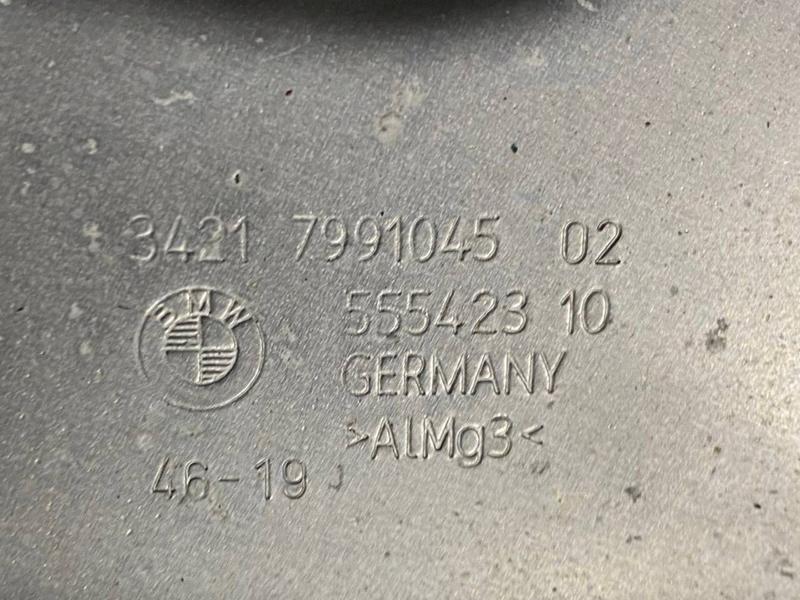 3421 7991045 02
BMW
555423 10
GERMANY
>AlMg3<
46-19